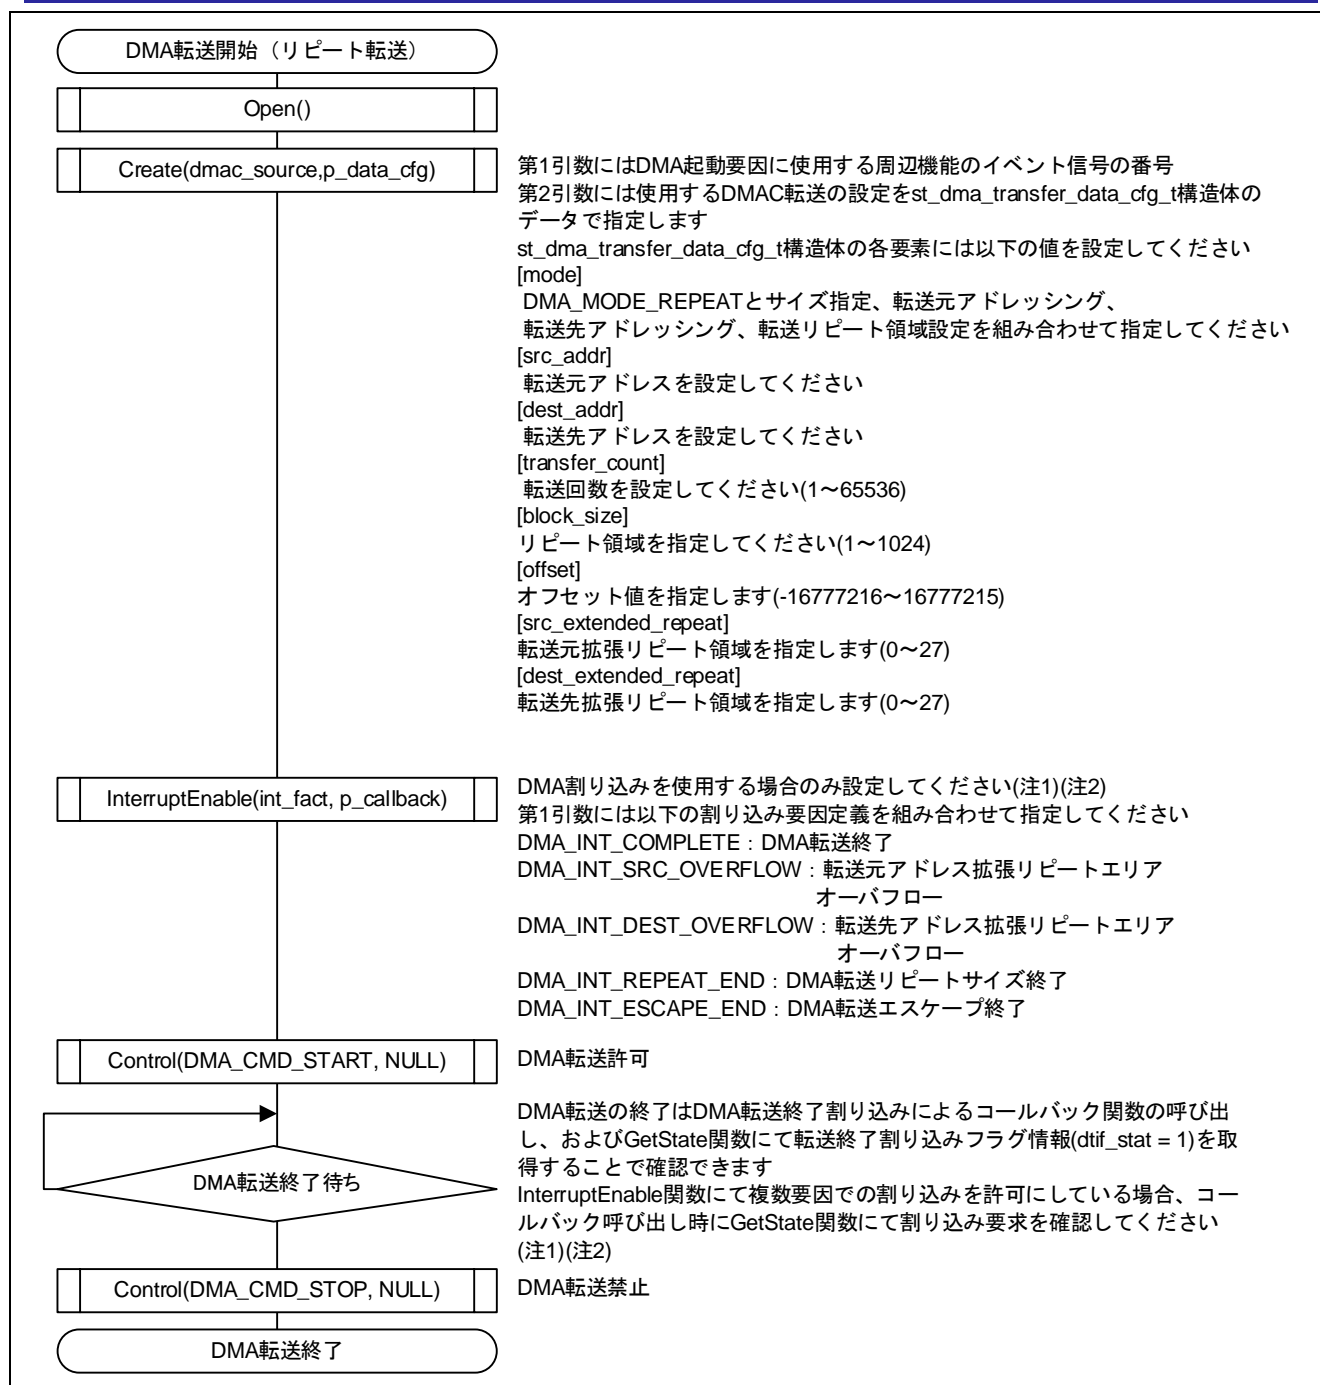 DMA転送開始（リピート転送）
Open()
Create(dmac_source,p_data_cfg)
第1引数にはDMA起動要因に使用する周辺機能のイベント信号の番号
第2引数には使用するDMAC転送の設定をst_dma_transfer_data_cfg_t構造体の
データで指定します
st_dma_transfer_data_cfg_t構造体の各要素には以下の値を設定してください
[mode]
DMA_MODE_REPEATとサイズ指定、転送元アドレッシング、
転送先アドレッシング、転送リピート領域設定を組み合わせて指定してください
[src_addr]
転送元アドレスを設定してください
[dest_addr]
転送先アドレスを設定してください
[transfer_count]
転送回数を設定してください(1～65536)
[block_size]
リピート領域を指定してください(1～1024)
[offset]
オフセット値を指定します(-16777216～16777215)
[src_extended_repeat]
転送元拡張リピート領域を指定します(0～27)
[dest_extended_repeat]
転送先拡張リピート領域を指定します(0～27)
InterruptEnable(int_fact, p_callback)
DMA割り込みを使用する場合のみ設定してください(注1)(注2)
第1引数には以下の割り込み要因定義を組み合わせて指定してください
DMA_INT_COMPLETE：DMA転送終了
DMA_INT_SRC_OVERFLOW：転送元アドレス拡張リピートエリア
オーバフロー
DMA_INT_DEST_OVERFLOW：転送先アドレス拡張リピートエリア
オーバフロー
DMA_INT_REPEAT_END：DMA転送リピートサイズ終了
DMA_INT_ESCAPE_END：DMA転送エスケープ終了
Control(DMA_CMD_START, NULL)
DMA転送許可
DMA転送終了待ち
DMA転送の終了はDMA転送終了割り込みによるコールバック関数の呼び出
し、およびGetState関数にて転送終了割り込みフラグ情報(dtif_stat = 1)を取
得することで確認できます
InterruptEnable関数にて複数要因での割り込みを許可にしている場合、コー
ルバック呼び出し時にGetState関数にて割り込み要求を確認してください
(注1)(注2)
Control(DMA_CMD_STOP, NULL)
DMA転送禁止
DMA転送終了